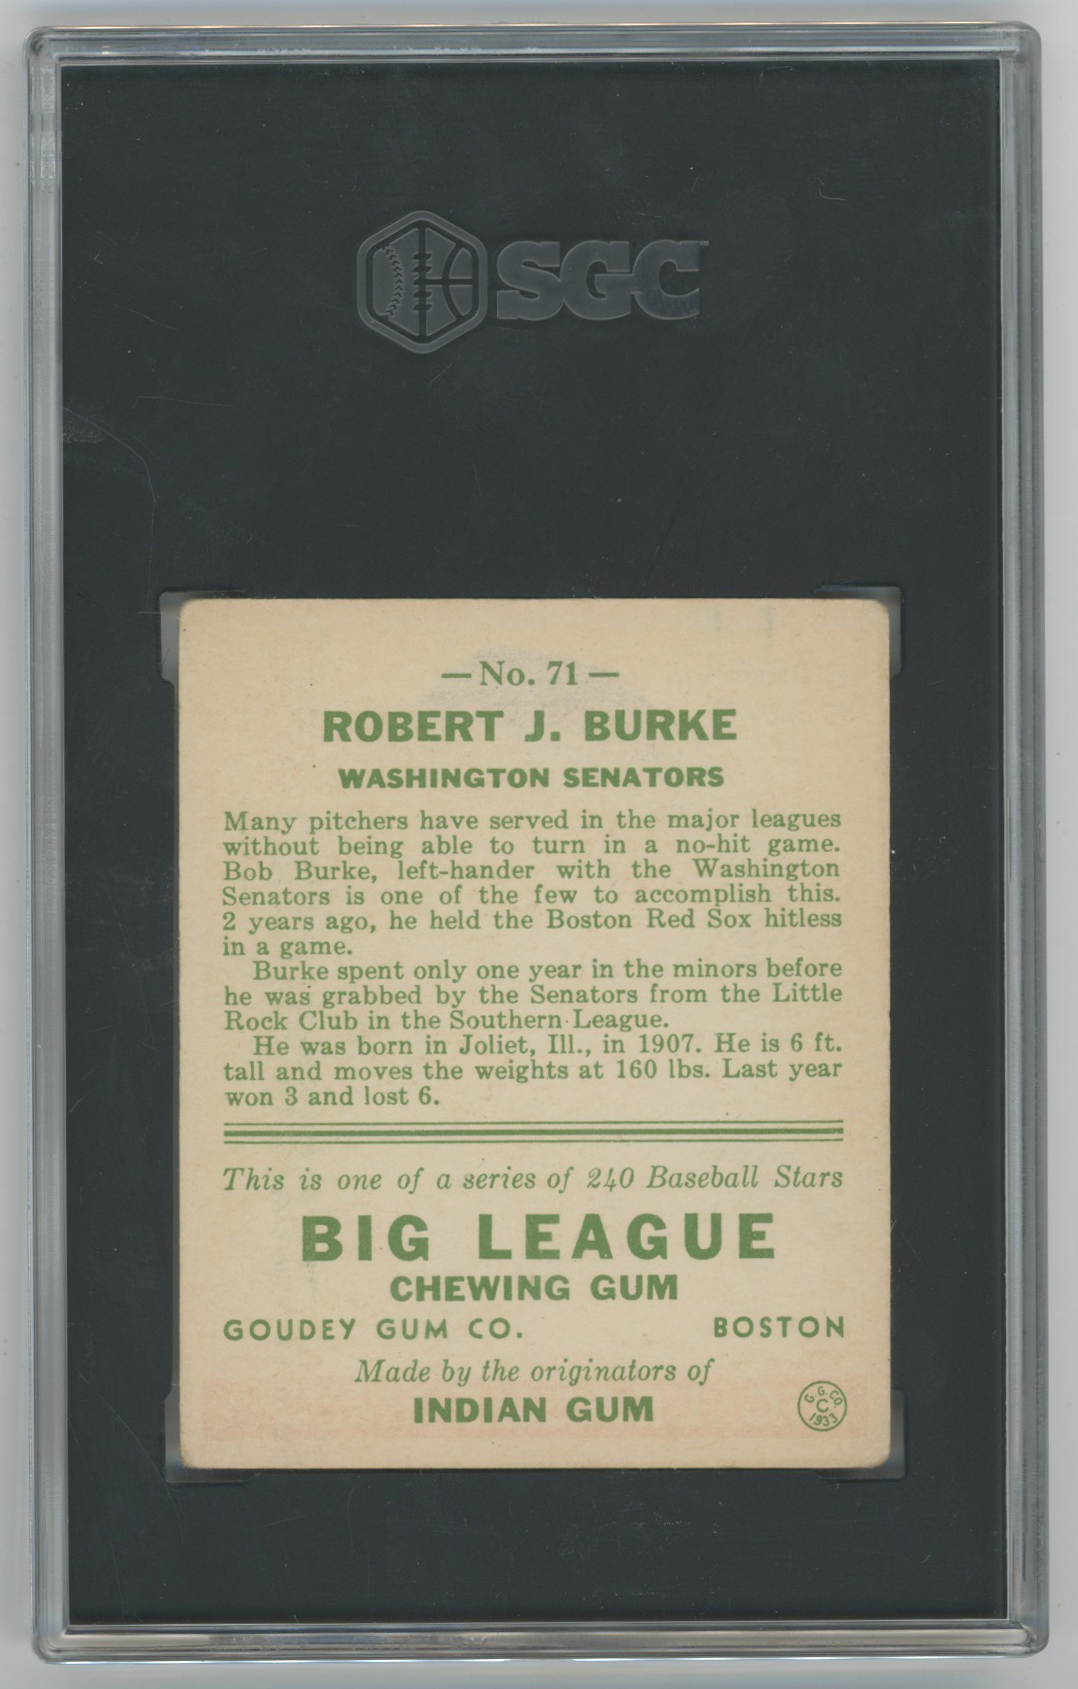 SGC
— No. 71 —
ROBERT J. BURKE
WASHINGTON SENATORS
Many pitchers have served in the major leagues
without being able to turn in a no-hit game.
Bob Burke, left-hander with the Washington
Senators is one of the few to accomplish this.
2 years ago, he held the Boston Red Sox hitless
in a game.
Burke spent only one year in the minors before
he was grabbed by the Senators from the Little
Rock Club in the Southern League.
He was born in Joliet, Ill., in 1907. He is 6 ft.
tall and moves the weights at 160 lbs. Last year
won 3 and lost 6.
This is one of a series of 240 Baseball Stars
BIG LEAGUE
CHEWING GUM
GOUDEY GUM CO. BOSTON
Made by the originators of
INDIAN GUM
G.G.CO.
C
1933